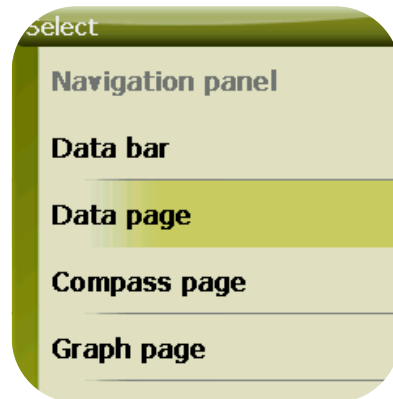 Select
Navigation panel
Data bar
Data page
Compass page
Graph page